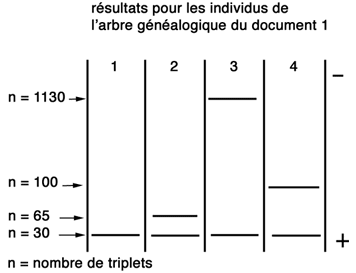 résultats pour les individus de
l'arbre généalogique du document 1
1 2 3 4
−
n = 1130
n = 100
n = 65
n = 30
+
n = nombre de triplets